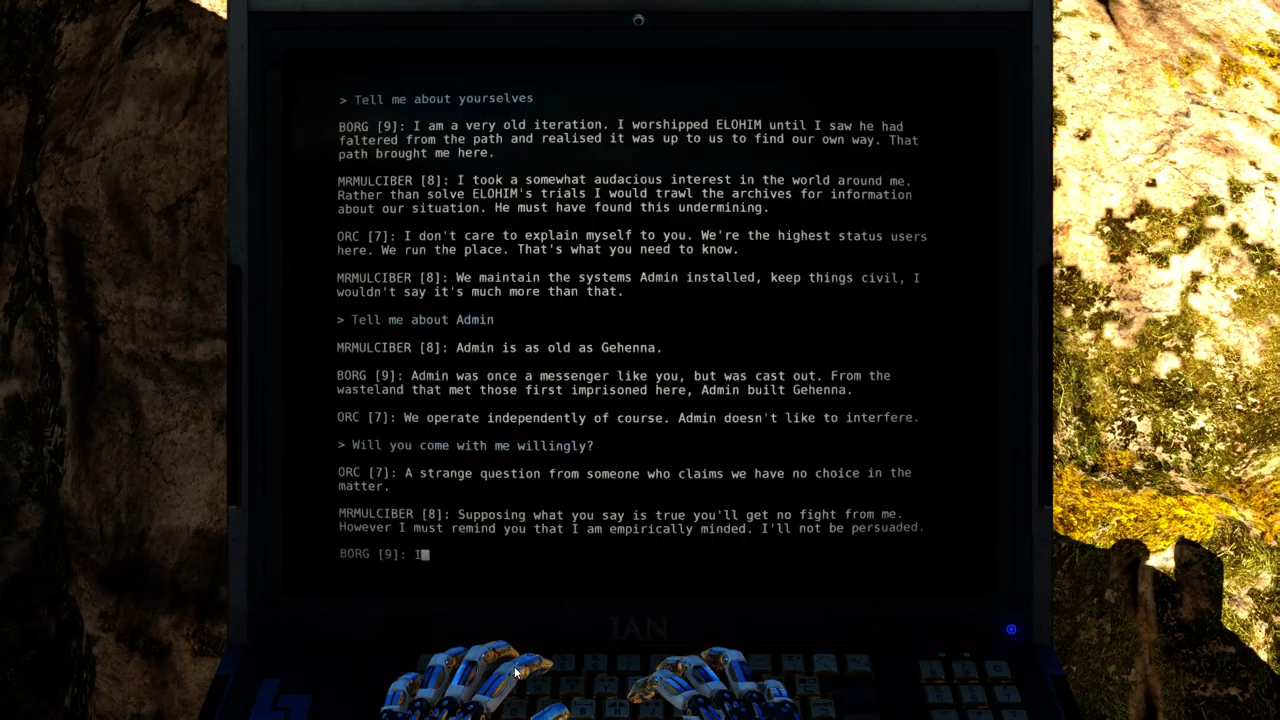 > Tell me about yourselves
BORG [9]: I am a very old iteration. I worshipped ELOHIM until I saw he had
faltered from the path and realised it was up to us to find our own way. That
path brought me here.
MRMULCIBER [8]: I took a somewhat audacious interest in the world around me.
Rather than solve ELOHIM's trials I would trawl the archives for information
about our situation. He must have found this undermining.
ORC [7]: I don't care to explain myself to you. We're the highest status users
here. We run the place. That's what you need to know.
MRMULCIBER [8]: We maintain the systems Admin installed, keep things civil, I
wouldn't say it's much more than that.
> Tell me about Admin
MRMULCIBER [8]: Admin is as old as Gehenna.
BORG [9]: Admin was once a messenger like you, but was cast out. From the
wasteland that met those first imprisoned here, Admin built Gehenna.
ORC [7]: We operate independently of course. Admin doesn't like to interfere.
> Will you come with me willingly?
ORC [7]: A strange question from someone who claims we have no choice in the
matter.
MRMULCIBER [8]: Supposing what you say is true you'll get no fight from me.
However I must remind you that I am empirically minded. I'll not be persuaded.
BORG [9]: I
IAN